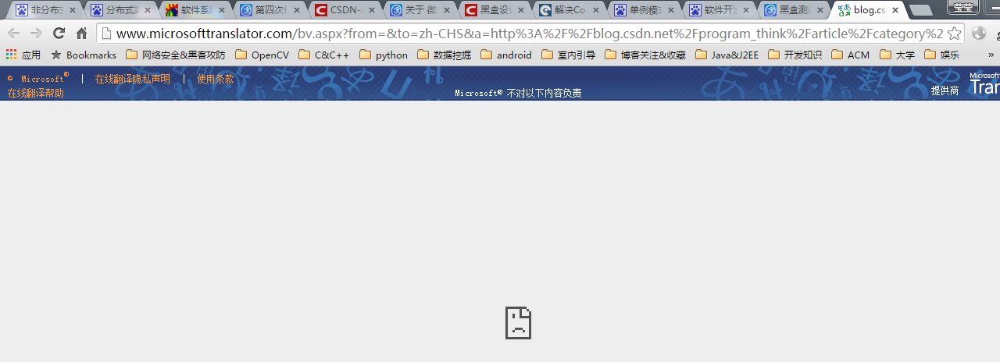 非分布
分布式
软件系
第四次
CSDN-
关于 微
黑盒设
解决Co
单例模
软件开
黑盒测
blog.cs
莹莹
www.microsofttranslator.com/bv.aspx?from=&to=zh-CHS&a=http%3A%2F%2Fblog.csdn.net%2Fprogram_think%2Farticle%2Fcategory%2
应用 Bookmarks 网络安全&黑客攻防 OpenCV C&C++ python 数据挖掘 android 室内引导 博客关注&收藏 Java&J2EE 开发知识 ACM 大学 娱乐 »
© Microsoft® | 在线翻译隐私声明 | 使用条款
在线翻译帮助
Microsoft® 不对以下内容负责
提供商
Microsof
Tran